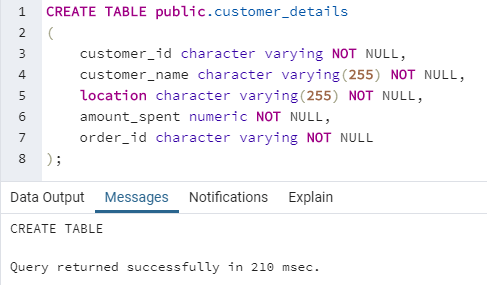 1 CREATE TABLE public.customer_details
2 (
3 customer_id character varying NOT NULL,
4 customer_name character varying(255) NOT NULL,
5 location character varying(255) NOT NULL,
6 amount_spent numeric NOT NULL,
7 order_id character varying NOT NULL
8 );
Data Output Messages Notifications Explain
CREATE TABLE
Query returned successfully in 210 msec.